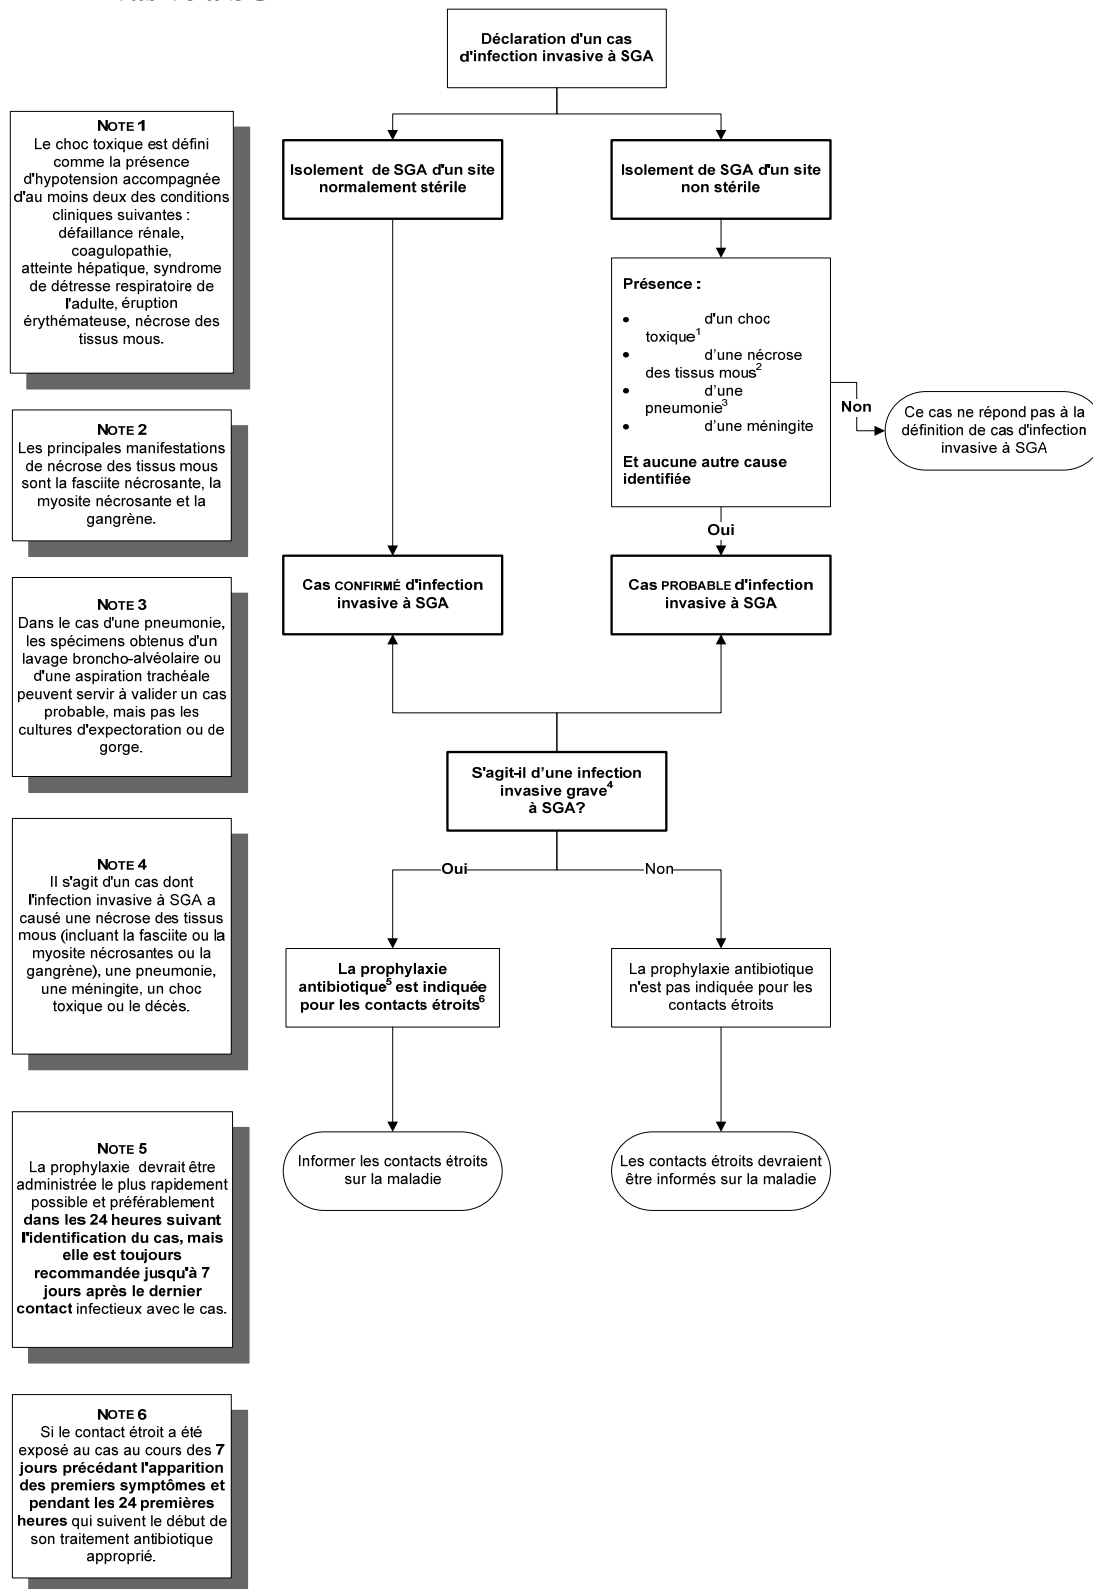 Déclaration d'un cas
d'infection invasive à SGA
Isolement de SGA d'un site
normalement stérile
Isolement de SGA d'un site
non stérile
Présence :
• d'un choc
toxique1
• d’une nécrose
des tissus mous2
• d'une
pneumonie3
• d'une méningite
Et aucune autre cause
identifiée
Non
Ce cas ne répond pas à la
définition de cas d'infection
invasive à SGA
Oui
Cas CONFIRMÉ d'infection
invasive à SGA
Cas PROBABLE d'infection
invasive à SGA
S'agit-il d’une infection
invasive grave4
à SGA?
Oui
Non
La prophylaxie
antibiotique5 est indiquée
pour les contacts étroits6
La prophylaxie antibiotique
n'est pas indiquée pour les
contacts étroits
Informer les contacts étroits
sur la maladie
Les contacts étroits devraient
être informés sur la maladie
NOTE 1
Le choc toxique est défini
comme la présence
d'hypotension accompagnée
d'au moins deux des conditions
cliniques suivantes :
défaillance rénale,
coagulopathie,
atteinte hépatique, syndrome
de détresse respiratoire de
l'adulte, éruption
érythémateuse, nécrose des
tissus mous.
NOTE 2
Les principales manifestations
de nécrose des tissus mous
sont la fasciite nécrosante, la
myosite nécrosante et la
gangrène.
NOTE 3
Dans le cas d'une pneumonie,
les spécimens obtenus d'un
lavage broncho-alvéolaire ou
d'une aspiration trachéale
peuvent servir à valider un cas
probable, mais pas les
cultures d'expectoration ou de
gorge.
NOTE 4
Il s'agit d'un cas dont
l'infection invasive à SGA a
causé une nécrose des tissus
mous (incluant la fasciite ou la
myosite nécrosantes ou la
gangrène), une pneumonie,
une méningite, un choc
toxique ou le décès.
NOTE 5
La prophylaxie devrait être
administrée le plus rapidement
possible et préférablement
dans les 24 heures suivant
l'identification du cas, mais
elle est toujours
recommandée jusqu'à 7
jours après le dernier
contact infectieux avec le cas.
NOTE 6
Si le contact étroit a été
exposé au cas au cours des 7
jours précédant l'apparition
des premiers symptômes et
pendant les 24 premières
heures qui suivent le début de
son traitement antibiotique
approprié.